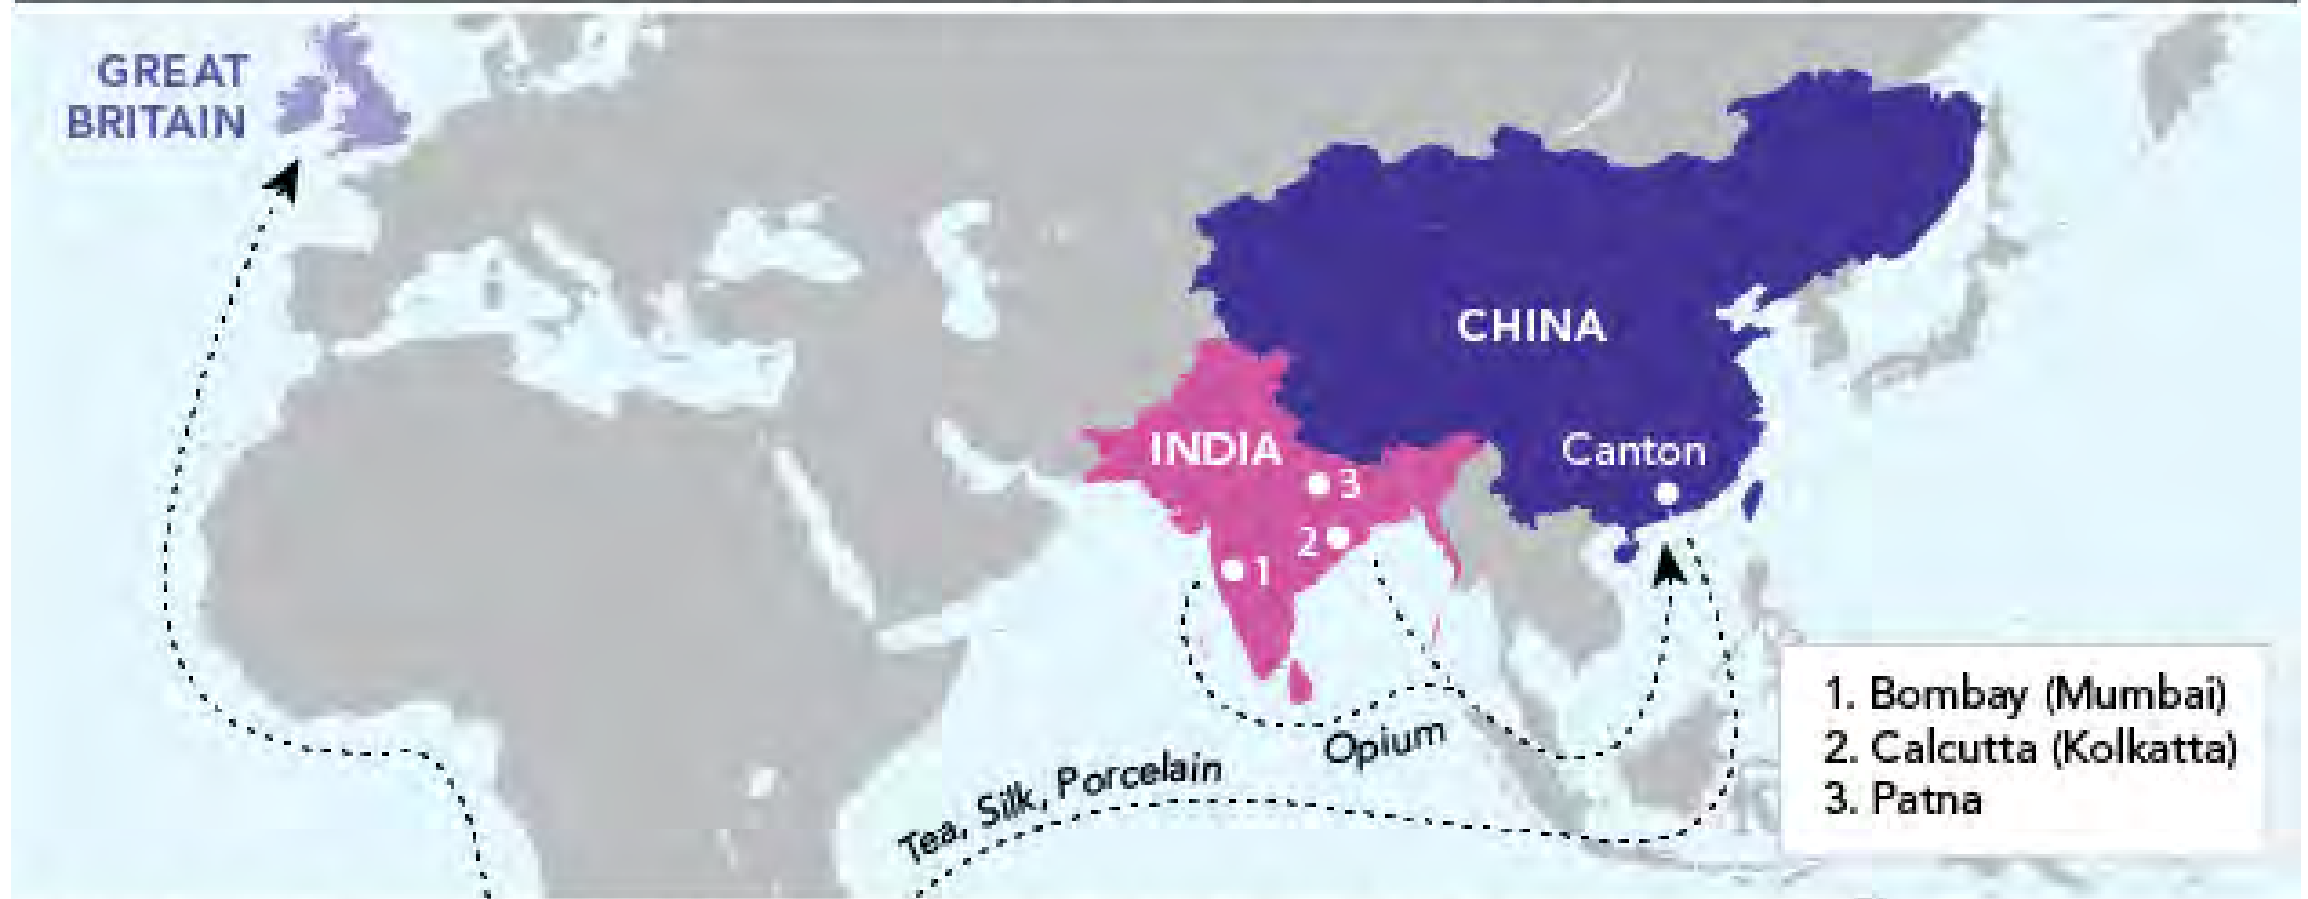 GREAT
BRITAIN
CHINA
INDIA
Canton
3
2
1
Opium
Tea, Silk, Porcelain
1. Bombay (Mumbai)
2. Calcutta (Kolkatta)
3. Patna